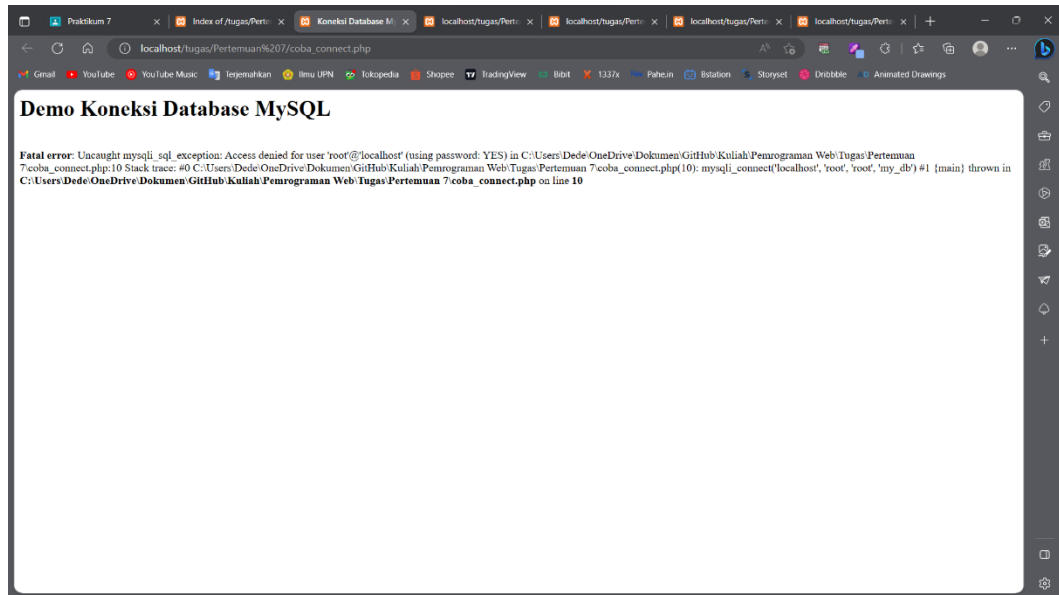 Praktikum 7
Index of /tugas/Perte
Koneksi Database M
localhost/tugas/Perte
localhost/tugas/Perte
localhost/tugas/Perte
localhost/tugas/Perte
localhost/tugas/Pertemuan%207/coba_connect.php
Gmail YouTube YouTube Music Terjemahkan Ilmu UPN Tokopedia Shopee TradingView Bibit 1337x Pahe.in Bstation Storyset Dribbble Animated Drawings
Demo Koneksi Database MySQL
Fatal error: Uncaught mysqli_sql_exception: Access denied for user 'root'@'localhost' (using password: YES) in C:\Users\Dede\OneDrive\Dokumen\GitHub\Kuliah\Pemrograman Web\Tugas\Pertemuan
7\coba_connect.php:10 Stack trace: #0 C:\Users\Dede\OneDrive\Dokumen\GitHub\Kuliah\Pemrograman Web\Tugas\Pertemuan 7\coba_connect.php(10): mysqli_connect('localhost', 'root', 'root', 'my_db') #1 {main} thrown in
C:\Users\Dede\OneDrive\Dokumen\GitHub\Kuliah\Pemrograman Web\Tugas\Pertemuan 7\coba_connect.php on line 10